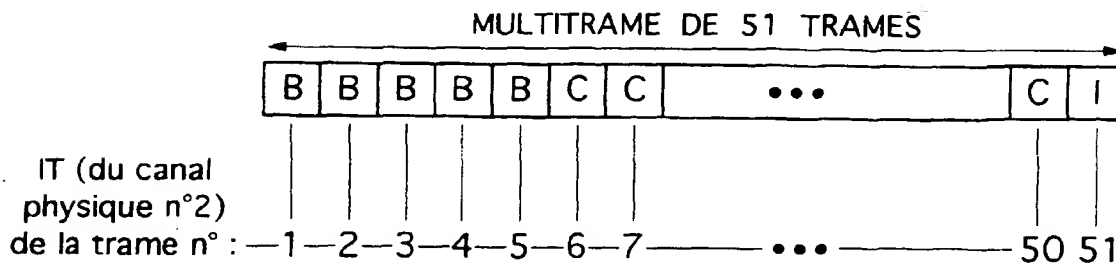 MULTITRAME DE 51 TRAMES
B B B B B C C ••• C I
IT (du canal
physique n°2)
de la trame n° : 1 2 3 4 5 6 7 ••• 50 51